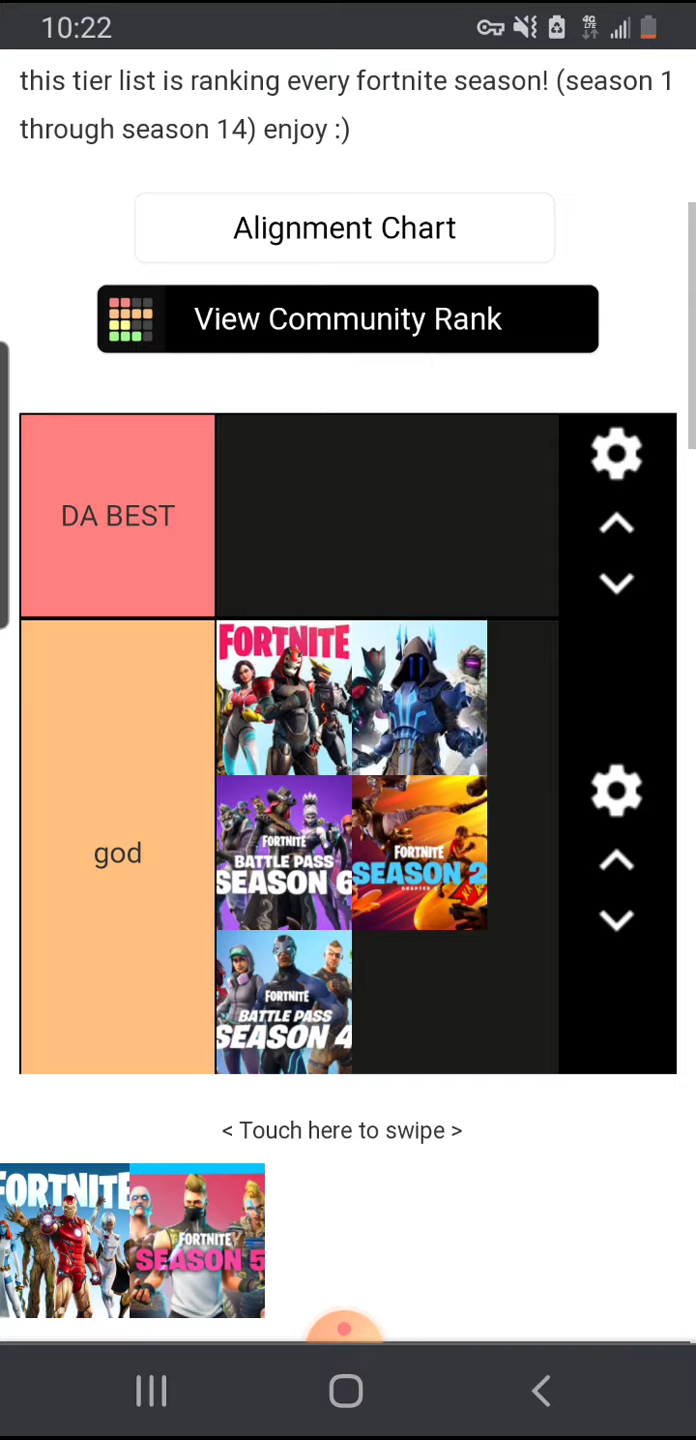 10:22
4G
LTE
this tier list is ranking every fortnite season! (season 1
through season 14) enjoy :)
Alignment Chart
View Community Rank
DA BEST
FORTNITE
god
FORTNITE
BATTLE PASS
SEASON 6
FORTNITE
SEASON 2
CHAPTER
FORTNITE
BATTLE PASS
SEASON 4
< Touch here to swipe >
FORTNITE
FORTNITE
SEASON 5